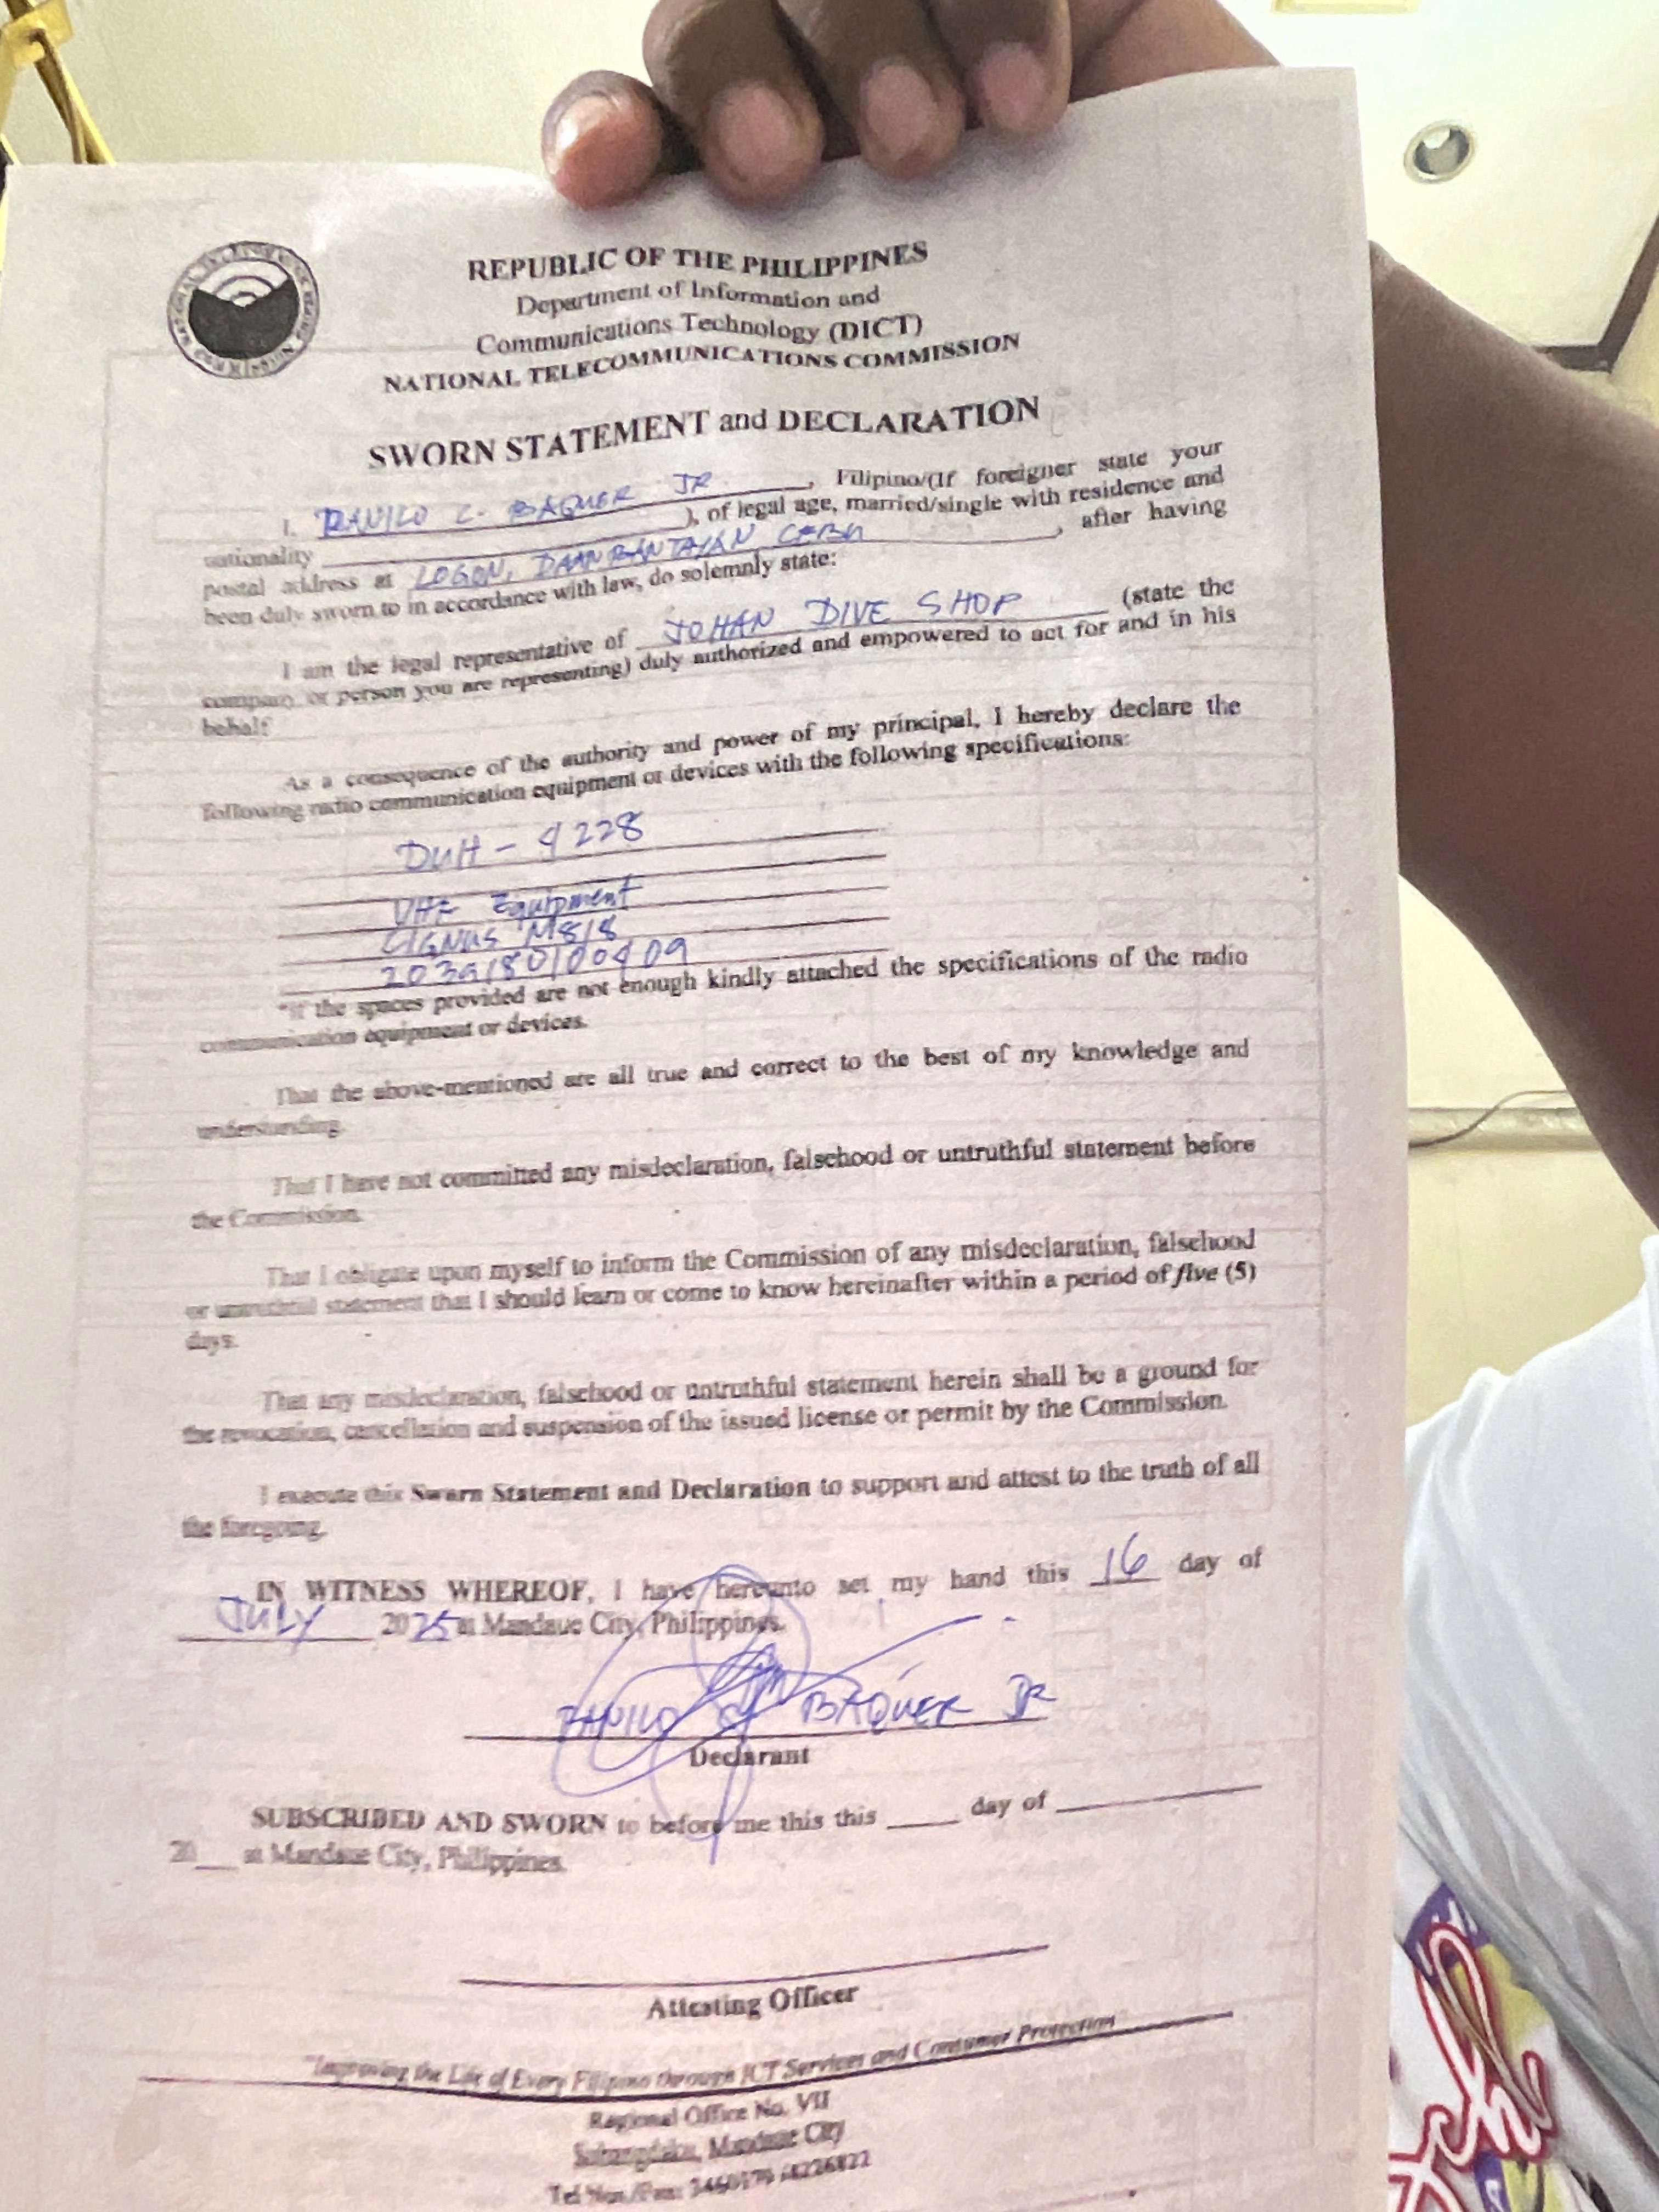 REPUBLIC OF THE PHILIPPINES
Department of Information and
Communications Technology (DICT)
NATIONAL TELECOMMUNICATIONS COMMISSION
SWORN STATEMENT and DECLARATION
I, DANILO C. BAQUER JR, Filipino/(If foreigner state your
nationality ), of legal age, married/single with residence and
postal address at LOGON, DAANBANTAYAN CEBU, after having
been duly sworn to in accordance with law, do solemnly state:
I am the legal representative of JOHAN DIVE SHOP (state the
company or person you are representing) duly authorized and empowered to act for and in his
behalf
As a consequence of the authority and power of my principal, I hereby declare the
following radio communication equipment or devices with the following specifications:
DUH - 4228
VHF Equipment
CIGNUS M818
203A180100409
*If the spaces provided are not enough kindly attached the specifications of the radio
communication equipment or devices.
That the above-mentioned are all true and correct to the best of my knowledge and
understanding.
That I have not committed any misdeclaration, falsehood or untruthful statement before
the Commission.
That I obligate upon myself to inform the Commission of any misdeclaration, falsehood
or untruthful statement that I should learn or come to know hereinafter within a period of five (5)
days.
That any misdeclaration, falsehood or untruthful statement herein shall be a ground for
the revocation, cancellation and suspension of the issued license or permit by the Commission.
I execute this Sworn Statement and Declaration to support and attest to the truth of all
the foregoing.
IN WITNESS WHEREOF, I have hereunto set my hand this 16 day of
JULY 2025 at Mandaue City, Philippines.
DANILO C. BAQUER JR
Declarant
SUBSCRIBED AND SWORN to before me this this ____ day of ____
20__ at Mandaue City, Philippines.
Attesting Officer
"Improving the Life of Every Filipino through ICT Services and Consumer Protection"
Regional Office No. VII
Subangdaku, Mandaue City
Tel Nos./Fax: